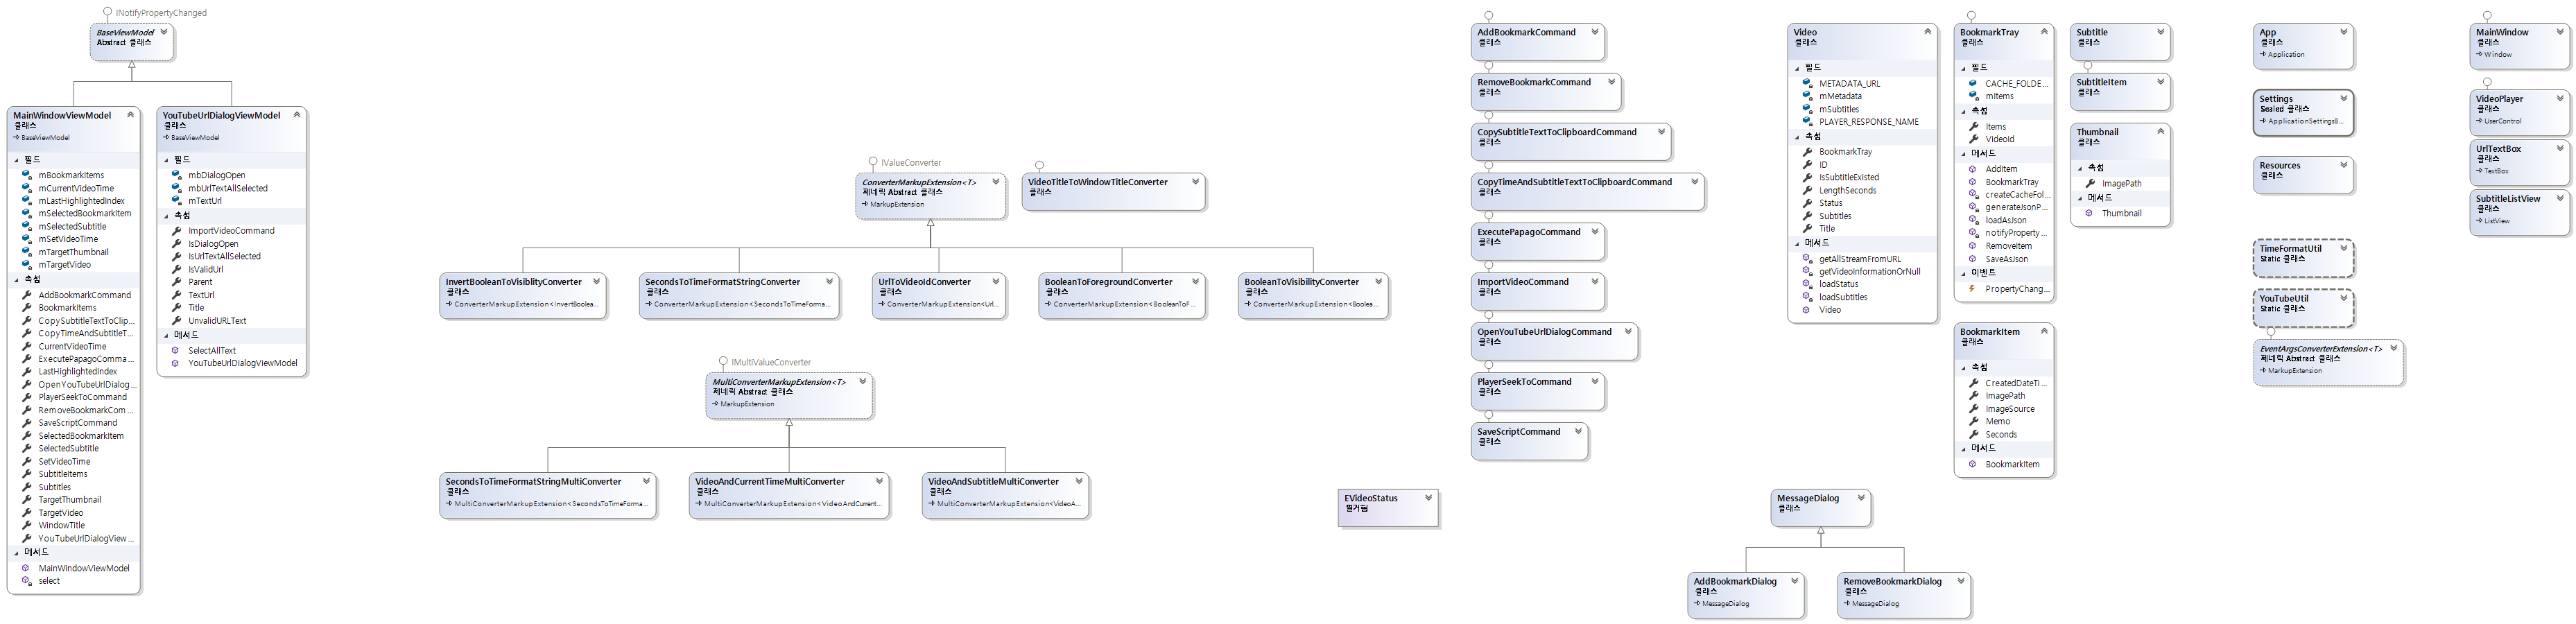 INotifyPropertyChanged
BaseViewModel
Abstract 클래스
MainWindowViewModel
클래스
BaseViewModel
필드
mBookmarkItems
mCurrentVideoTime
mLastHighlightedIndex
mSelectedBookmarkItem
mSelectedSubtitle
mSetVideoTime
mTargetThumbnail
mTargetVideo
속성
AddBookmarkCommand
BookmarkItems
CopySubtitleTextToClip...
CopyTimeAndSubtitleT...
CurrentVideoTime
ExecutePapagoComma...
LastHighlightedIndex
OpenYouTubeUrlDialog...
PlayerSeekToCommand
RemoveBookmarkCom...
SaveScriptCommand
SelectedBookmarkItem
SelectedSubtitle
SetVideoTime
SubtitleItems
Subtitles
TargetThumbnail
TargetVideo
WindowTitle
YouTubeUrlDialogView...
메서드
MainWindowViewModel
select
YouTubeUrlDialogViewModel
클래스
BaseViewModel
필드
mbDialogOpen
mbUrlTextAllSelected
mTextUrl
속성
ImportVideoCommand
IsDialogOpen
IsUrlTextAllSelected
IsValidUrl
Parent
TextUrl
Title
UnvalidURLText
메서드
SelectAllText
YouTubeUrlDialogViewModel
IValueConverter
ConverterMarkupExtension<T>
제네릭 Abstract 클래스
MarkupExtension
VideoTitleToWindowTitleConverter
클래스
InvertBooleanToVisiblityConverter
클래스
ConverterMarkupExtension<InvertBoolea...
SecondsToTimeFormatStringConverter
클래스
ConverterMarkupExtension<SecondsToTimeForma...
UrlToVideoIdConverter
클래스
ConverterMarkupExtension<Url...
BooleanToForegroundConverter
클래스
ConverterMarkupExtension<BooleanToF...
BooleanToVisibilityConverter
클래스
ConverterMarkupExtension<Boolea...
IMultiValueConverter
MultiConverterMarkupExtension<T>
제네릭 Abstract 클래스
MarkupExtension
SecondsToTimeFormatStringMultiConverter
클래스
MultiConverterMarkupExtension<SecondsToTimeForma...
VideoAndCurrentTimeMultiConverter
클래스
MultiConverterMarkupExtension<VideoAndCurrent...
VideoAndSubtitleMultiConverter
클래스
MultiConverterMarkupExtension<VideoA...
EVideoStatus
열거형
AddBookmarkCommand
클래스
RemoveBookmarkCommand
클래스
CopySubtitleTextToClipboardCommand
클래스
CopyTimeAndSubtitleTextToClipboardCommand
클래스
ExecutePapagoCommand
클래스
ImportVideoCommand
클래스
OpenYouTubeUrlDialogCommand
클래스
PlayerSeekToCommand
클래스
SaveScriptCommand
클래스
Video
클래스
필드
METADATA_URL
mMetadata
mSubtitles
PLAYER_RESPONSE_NAME
속성
BookmarkTray
ID
IsSubtitleExisted
LengthSeconds
Status
Subtitles
Title
메서드
getAllStreamFromURL
getVideoInformationOrNull
loadStatus
loadSubtitles
Video
BookmarkTray
클래스
필드
CACHE_FOLDE...
mItems
속성
Items
VideoId
메서드
AddItem
BookmarkTray
createCacheFol...
generateJsonP...
loadAsJson
notifyProperty...
RemoveItem
SaveAsJson
이벤트
PropertyChang...
BookmarkItem
클래스
속성
CreatedDateTi...
ImagePath
ImageSource
Memo
Seconds
메서드
BookmarkItem
Subtitle
클래스
SubtitleItem
클래스
Thumbnail
클래스
속성
ImagePath
메서드
Thumbnail
MessageDialog
클래스
AddBookmarkDialog
클래스
MessageDialog
RemoveBookmarkDialog
클래스
MessageDialog
App
클래스
Application
Settings
Sealed 클래스
ApplicationSettingsB...
Resources
클래스
TimeFormatUtil
Static 클래스
YouTubeUtil
Static 클래스
EventArgsConverterExtension<T>
제네릭 Abstract 클래스
MarkupExtension
MainWindow
클래스
Window
VideoPlayer
클래스
UserControl
UrlTextBox
클래스
TextBox
SubtitleListView
클래스
ListView